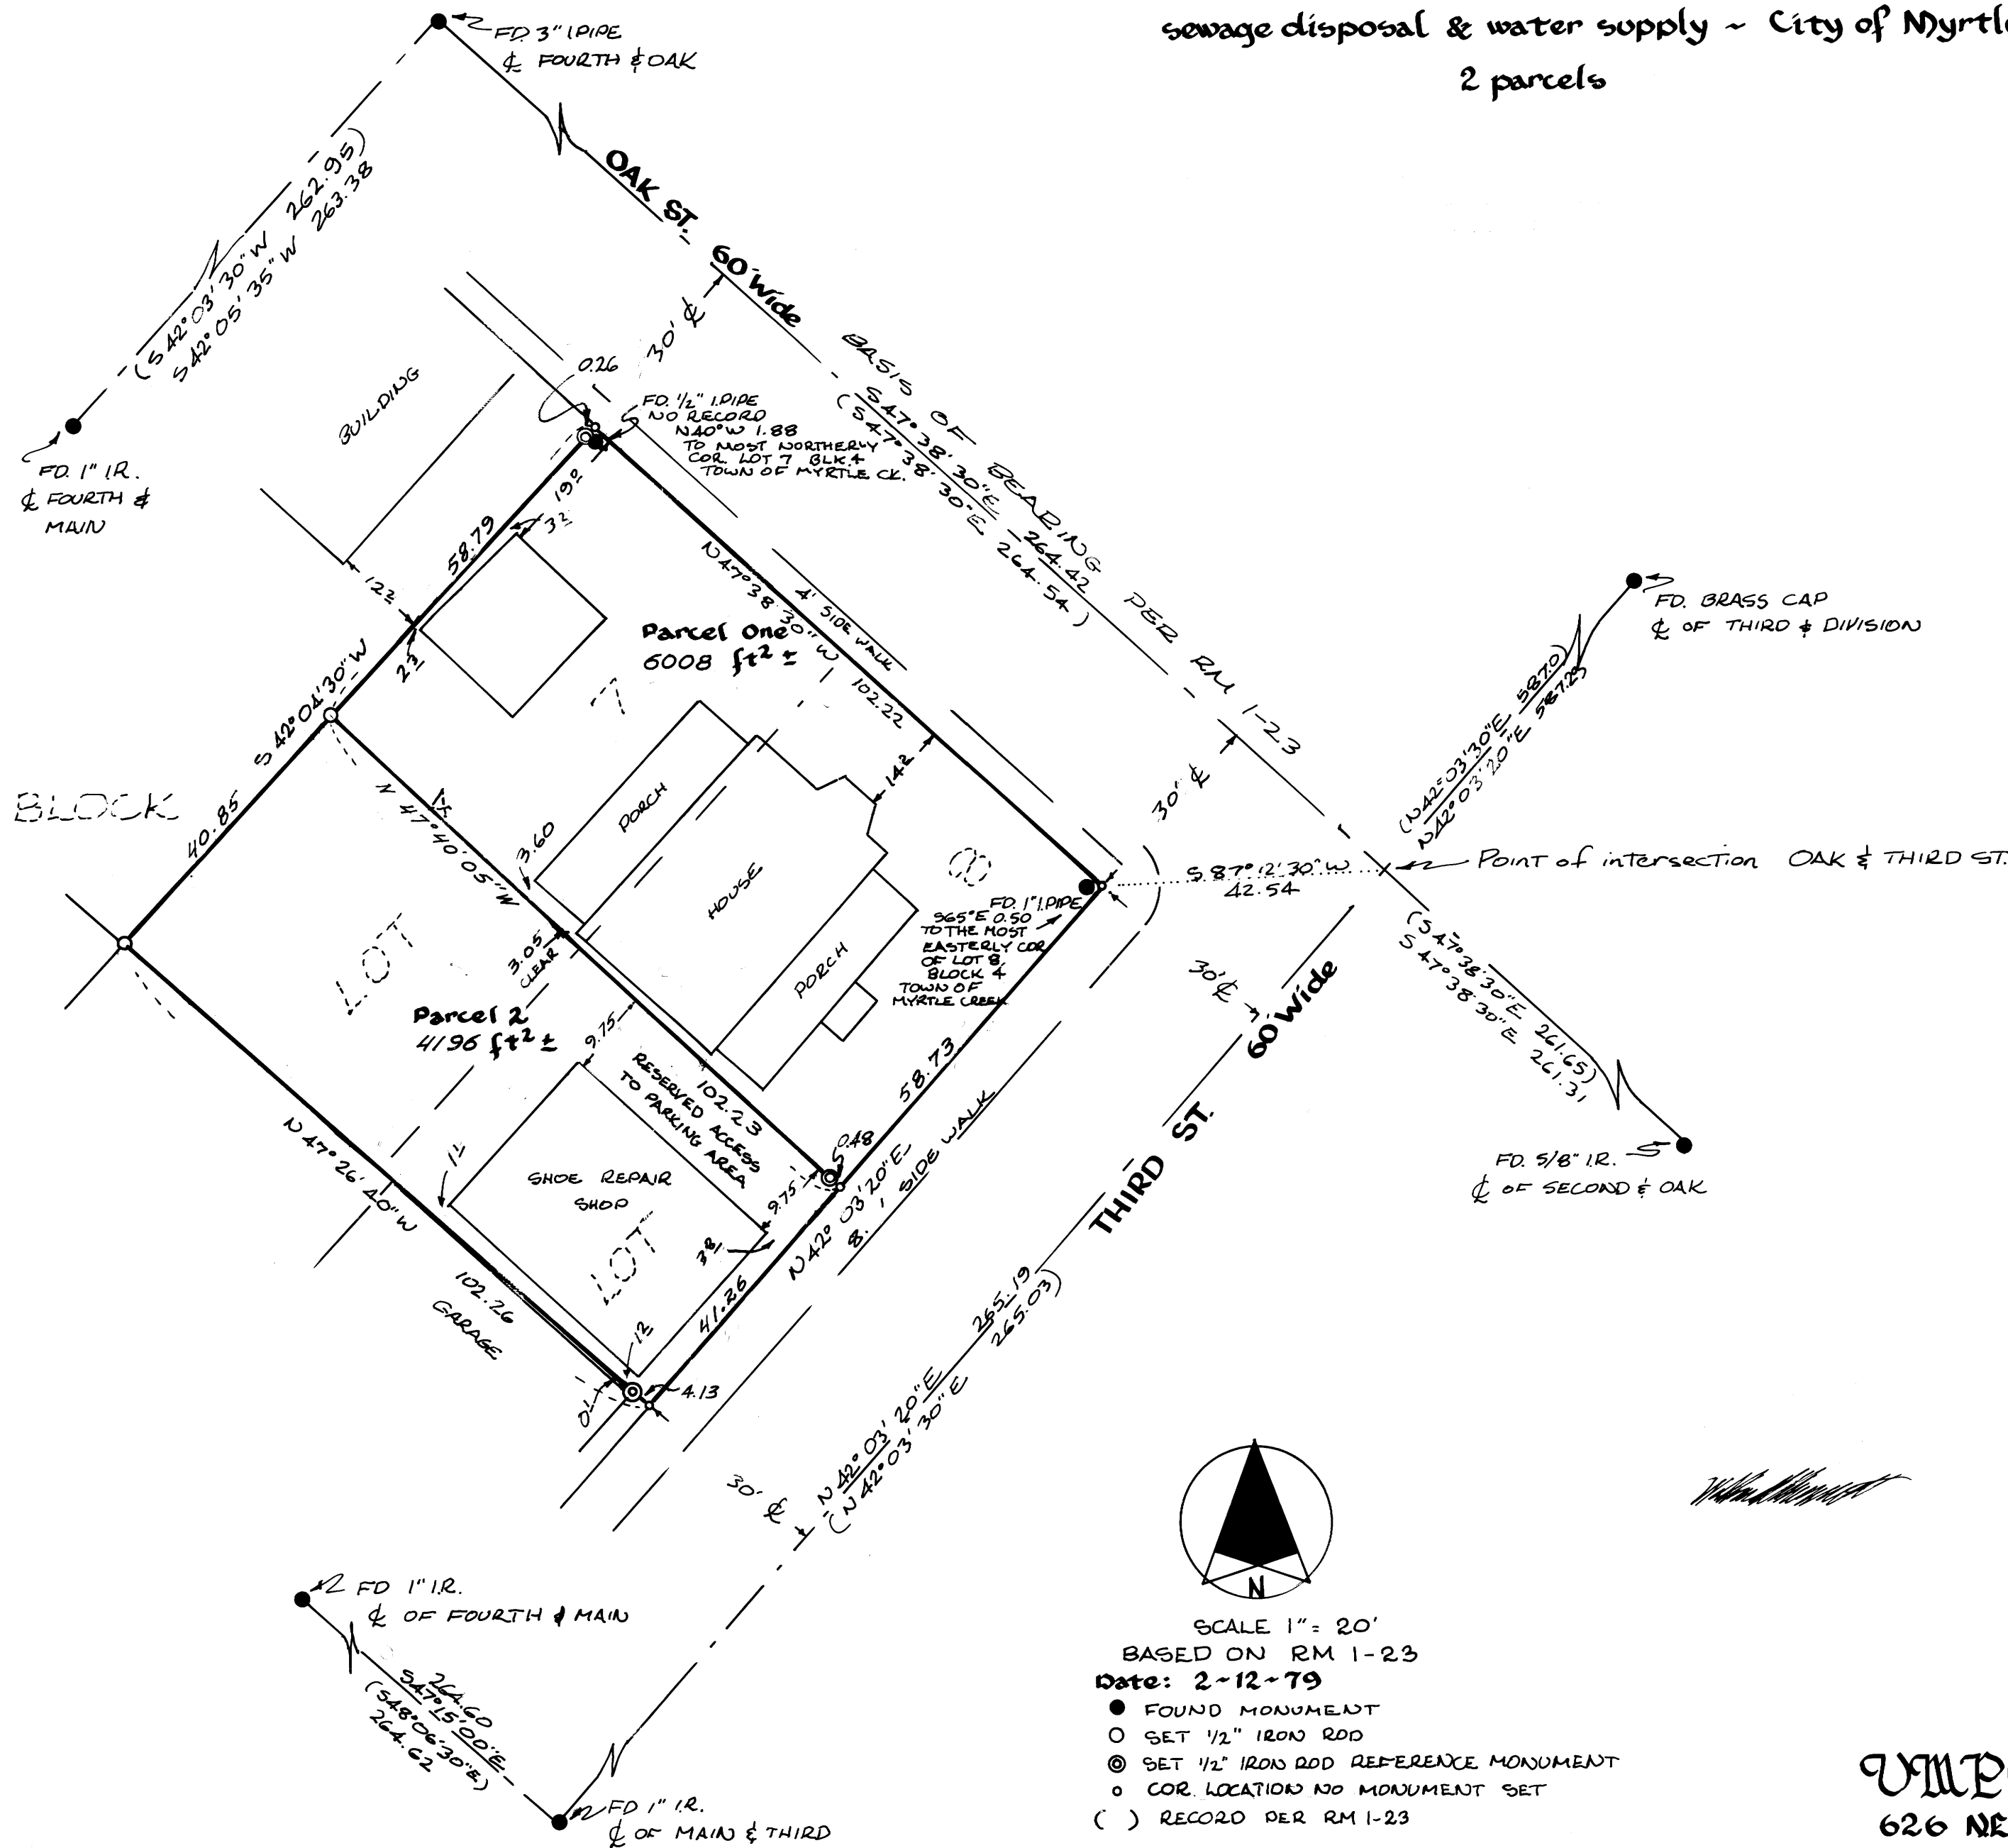 sewage disposal & water supply ~ City of Myrtle
2 parcels
FD. 3" I.PIPE
℄ FOURTH & OAK
OAK ST. 60' Wide
(S 42° 03' 30" W 262.95)
S 42° 05' 35" W 263.38
FD. 1" I.R.
℄ FOURTH &
MAIN
BUILDING
0.26
30' ℄
FD. 1/2" I.PIPE
NO RECORD
N40°W 1.88
TO MOST NORTHERLY
COR. LOT 7 BLK. 4
TOWN OF MYRTLE CK.
BASIS OF BEARING PER RM 1-23
S 47° 38' 30" E 264.42
(S 47° 38' 30" E 264.54)
58.79
19º
3²
12²
2³
S 42° 04' 30" W
40.85
N 47° 38' 30" W
102.22
4' SIDE WALK
Parcel One
6008 ft² ±
7
BLOCK
4
N 47° 40' 05" W
3.60
PORCH
HOUSE
PORCH
14²
8
30' ℄
FD. BRASS CAP
℄ OF THIRD & DIVISION
(N 42° 03' 30" E 587.0)
N 42° 03' 20" E 587.29
Point of intersection OAK & THIRD ST.
S 87° 12' 30" W
42.54
FD. 1" I.PIPE
S65°E 0.50
TO THE MOST
EASTERLY COR
OF LOT 8,
BLOCK 4
TOWN OF
MYRTLE CREEK
LOT
3.05
CLEAR
Parcel 2
4196 ft² ±
9.75
RESERVED ACCESS
TO PARKING AREA
102.23
58.73
30' ℄
60' Wide
THIRD ST.
(S 47° 38' 30" E 261.65)
S 47° 38' 30" E 261.31
FD. 5/8" I.R.
℄ OF SECOND & OAK
0.48
9.75
SHOE REPAIR
SHOP
LOT
3⁸
N 42° 03' 20" E
8' SIDE WALK
41.26
N 47° 26' 40" W
102.26
GARAGE
4.13
265.19
(265.03)
N 42° 03' 20" E
(N 42° 03' 30" E
30' ℄
FD 1" I.R.
℄ OF FOURTH & MAIN
264.60
S 47° 15' 00" E
(S48° 06' 30" E)
264.62
FD 1" I.R.
℄ OF MAIN & THIRD
N
SCALE 1" = 20'
BASED ON RM 1-23
Date: 2-12-79
FOUND MONUMENT
SET 1/2" IRON ROD
SET 1/2" IRON ROD REFERENCE MONUMENT
COR. LOCATION NO MONUMENT SET
( ) RECORD PER RM 1-23
UMP
626 NE